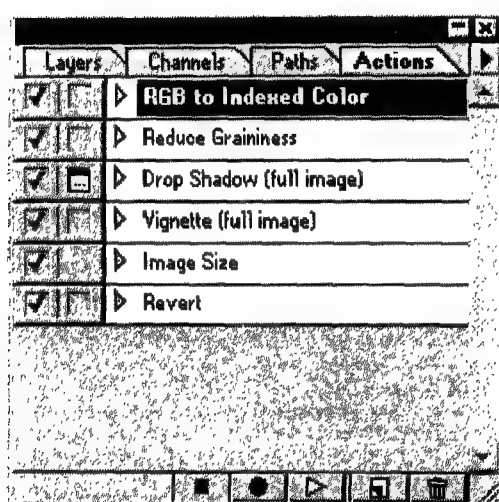 Layers Channels Paths Actions
RGB to Indexed Color
Reduce Graininess
Drop Shadow (full image)
Vignette (full image)
Image Size
Revert